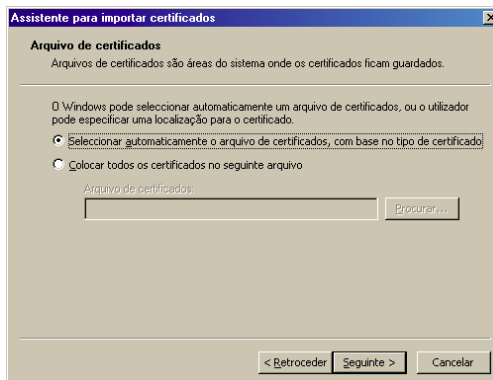 Assistente para importar certificados
Arquivo de certificados
Arquivos de certificados são áreas do sistema onde os certificados ficam guardados.
O Windows pode seleccionar automaticamente um arquivo de certificados, ou o utilizador
pode especificar uma localização para o certificado.
Seleccionar automaticamente o arquivo de certificados, com base no tipo de certificado
Colocar todos os certificados no seguinte arquivo
Arquivo de certificados:
Procurar...
< Retroceder
Seguinte >
Cancelar